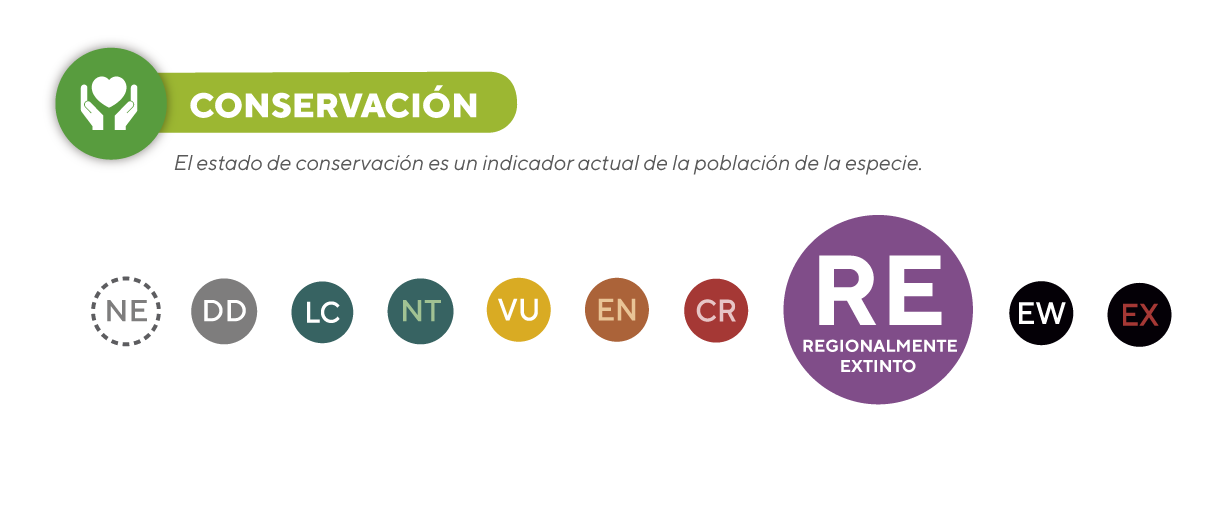 CONSERVACIÓN
El estado de conservación es un indicador actual de la población de la especie.
NE DD LC NT VU EN CR RE EW EX
REGIONALMENTE
EXTINTO